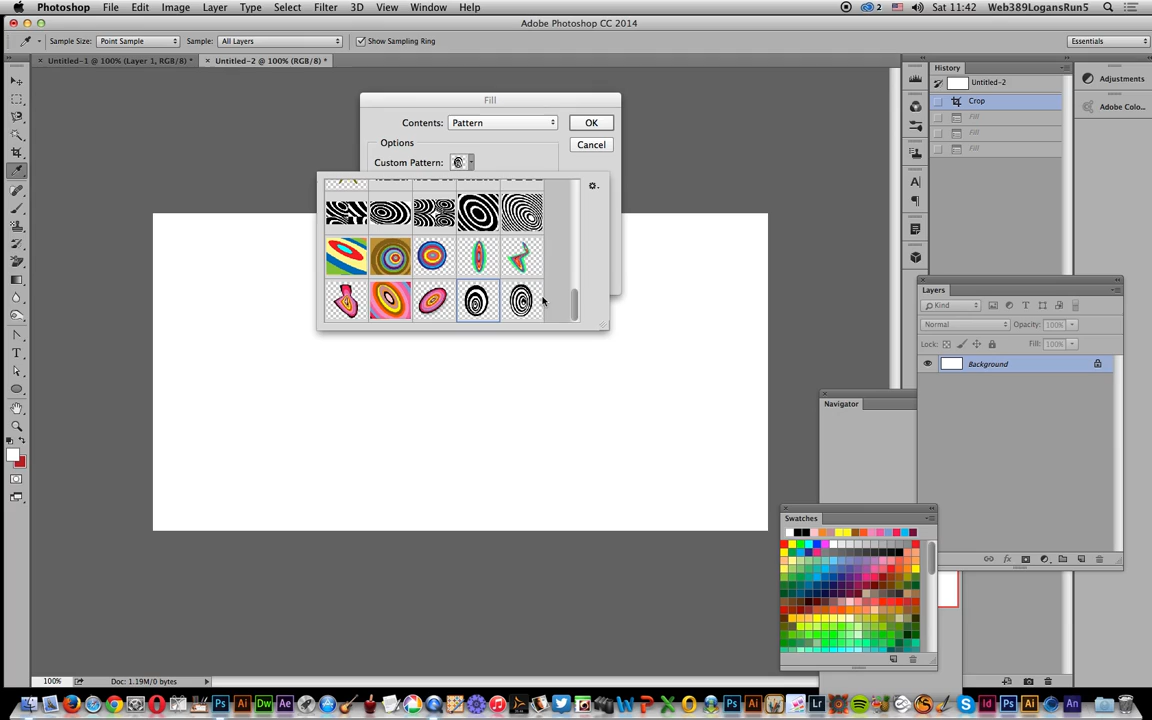 Photoshop File Edit Image Layer Type Select Filter 3D View Window Help 2 Sat 11:42 Web389LogansRun5
Adobe Photoshop CC 2014
Sample Size: Point Sample Sample: All Layers Show Sampling Ring Essentials
Untitled-1 @ 100% (Layer 1, RGB/8) * Untitled-2 @ 100% (RGB/8) *
History
Untitled-2
Crop
Fill
Fill
Fill
Adjustments
Adobe Colo...
Fill
Contents: Pattern OK
Options Cancel
Custom Pattern:
Layers
Kind
Normal Opacity: 100%
Lock: Fill: 100%
Background
Navigator
Swatches
100% Doc: 1.19M/0 bytes